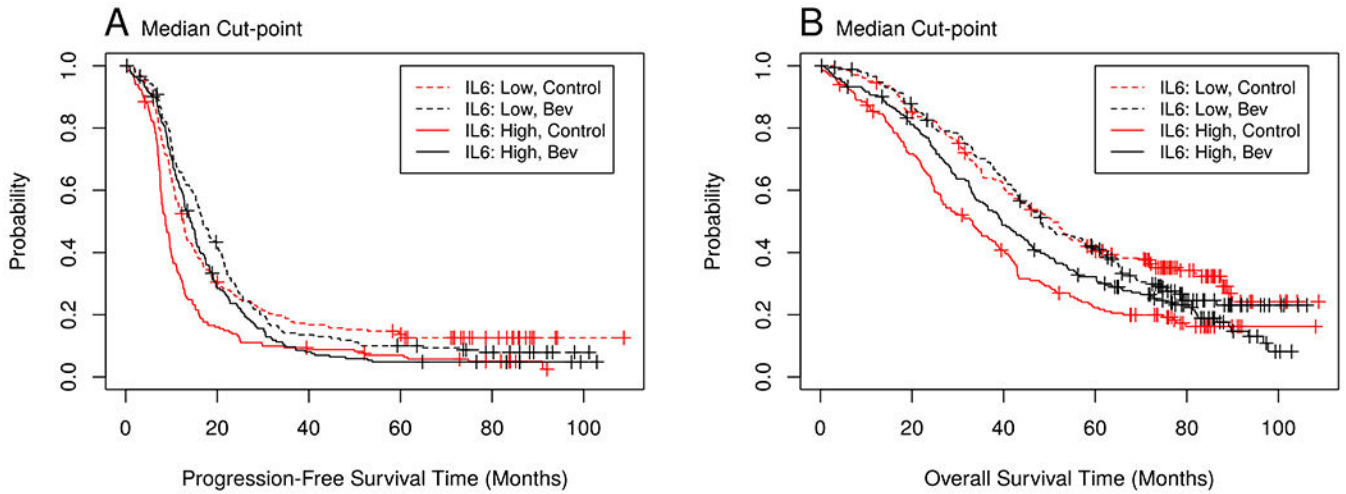 A Median Cut-point
1.0
0.8
0.6
0.4
0.2
0.0
Probability
IL6: Low, Control
IL6: Low, Bev
IL6: High, Control
IL6: High, Bev
0 20 40 60 80 100
Progression-Free Survival Time (Months)
B Median Cut-point
1.0
0.8
0.6
0.4
0.2
0.0
Probability
IL6: Low, Control
IL6: Low, Bev
IL6: High, Control
IL6: High, Bev
0 20 40 60 80 100
Overall Survival Time (Months)